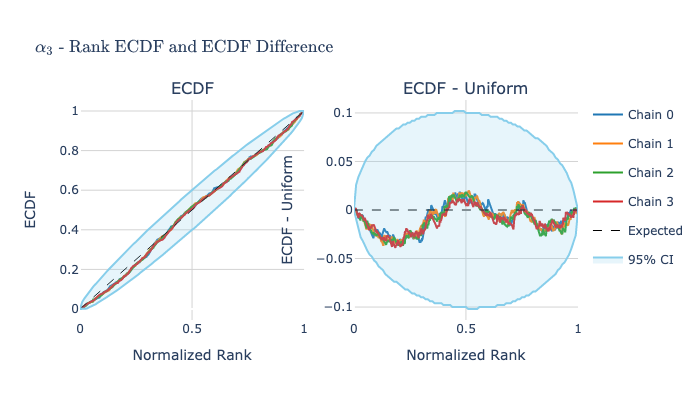 α₃ - Rank ECDF and ECDF Difference
ECDF
ECDF - Uniform
1
0.8
0.6
0.4
0.2
0
0
0.5
1
Normalized Rank
ECDF
0.1
0.05
0
−0.05
−0.1
0
0.5
1
Normalized Rank
ECDF - Uniform
Chain 0
Chain 1
Chain 2
Chain 3
Expected
95% CI